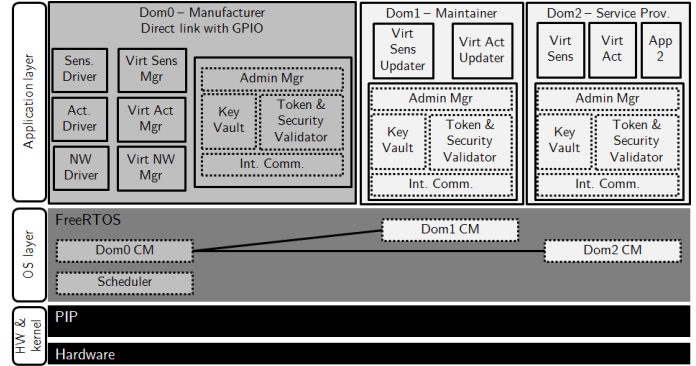 Application layer
Dom0 – Manufacturer
Direct link with GPIO
Sens.
Driver
Virt Sens
Mgr
Act.
Driver
Virt Act
Mgr
NW
Driver
Virt NW
Mgr
Admin Mgr
Key
Vault
Token &
Security
Validator
Int. Comm.
Dom1 – Maintainer
Virt
Sens
Updater
Virt Act
Updater
Admin Mgr
Key
Vault
Token &
Security
Validator
Int. Comm.
Dom2 – Service Prov.
Virt
Sens
Virt
Act
App
2
Admin Mgr
Key
Vault
Token &
Security
Validator
Int. Comm.
OS layer
FreeRTOS
Dom0 CM
Dom1 CM
Dom2 CM
Scheduler
HW &
kernel
PIP
Hardware